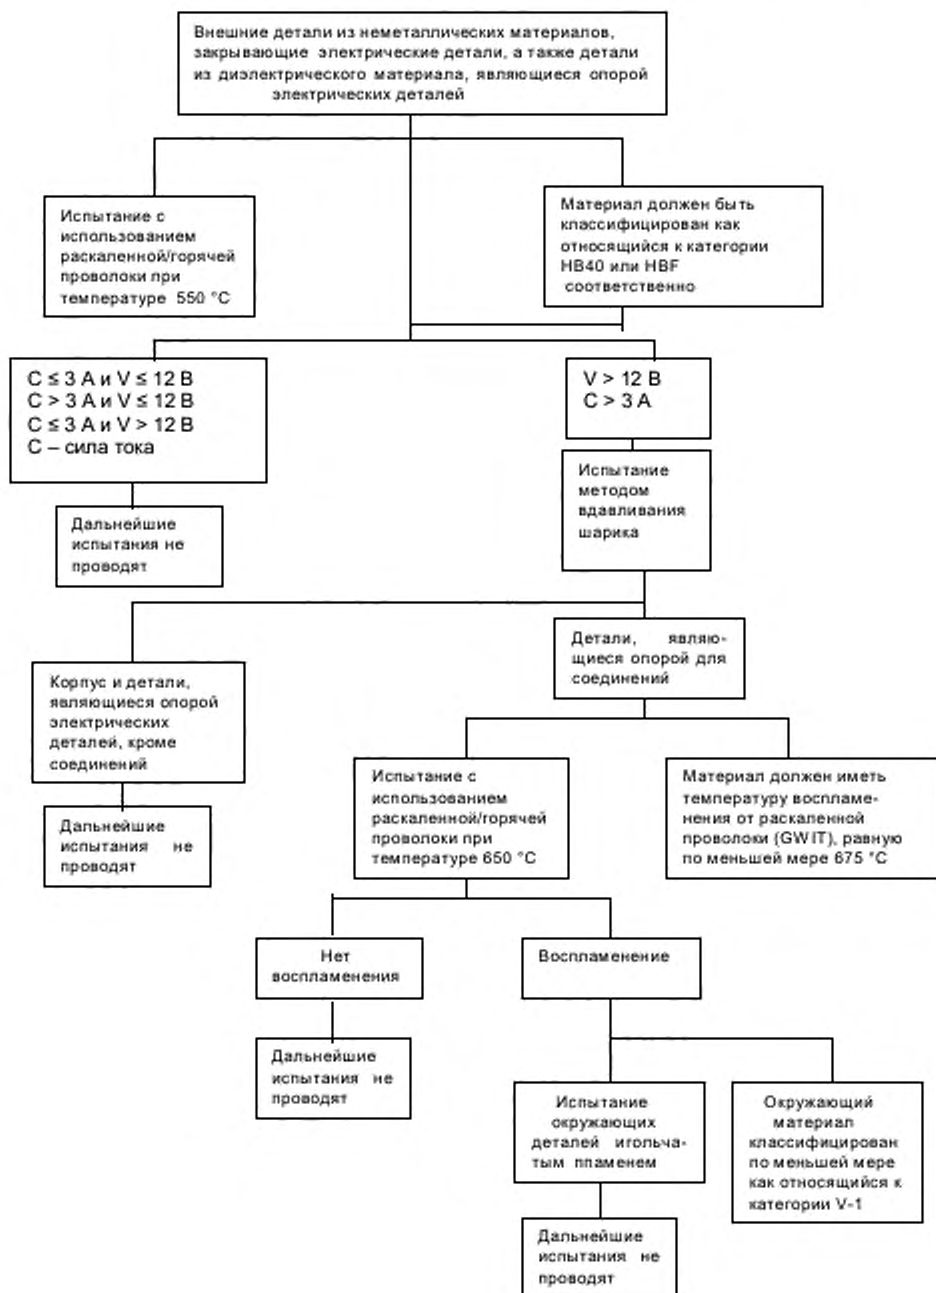 Внешние детали из неметаллических материалов,
закрывающие электрические детали, а также детали
из диэлектрического материала, являющиеся опорой
электрических деталей
Испытание с
использованием
раскаленной/горячей
проволоки при
температуре 550 °С
Материал должен быть
классифицирован как
относящийся к категории
НВ40 или HBF
соответственно
C ≤ 3 А и V ≤ 12 В
C > 3 А и V ≤ 12 В
C ≤ 3 А и V > 12 В
С – сила тока
V > 12 В
C > 3 А
Дальнейшие
испытания не
проводят
Испытание
методом
вдавливания
шарика
Корпус и детали,
являющиеся опорой
электрических
деталей, кроме
соединений
Детали, являю-
щиеся опорой для
соединений
Дальнейшие
испытания не
проводят
Испытание с
использованием
раскаленной/горячей
проволоки при
температуре 650 °С
Материал должен иметь
температуру воспламе-
нения от раскаленной
проволоки (GWIT), равную
по меньшей мере 675 °С
Нет
воспламенения
Воспламенение
Дальнейшие
испытания не
проводят
Испытание
окружающих
деталей игольча-
тым ппаменем
Окружающий
материал
классифицирован
по меньшей мере
как относящийся к
категории V-1
Дальнейшие
испытания не
проводят